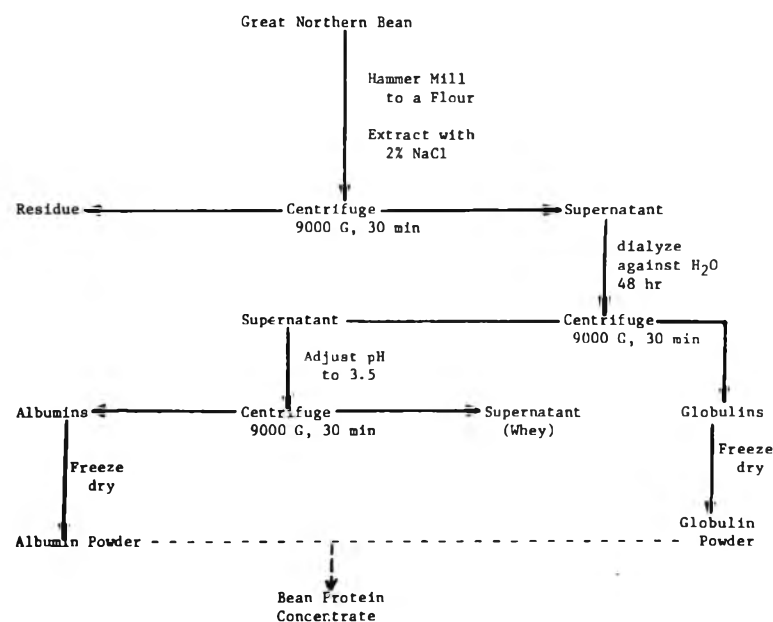 Great Northern Bean
Hammer Mill
to a Flour
Extract with
2% NaCl
Residue
Centrifuge
9000 G, 30 min
Supernatant
dialyze
against H₂O
48 hr
Supernatant
Centrifuge
9000 G, 30 min
Adjust pH
to 3.5
Albumins
Centrifuge
9000 G, 30 min
Supernatant
(Whey)
Globulins
Freeze
dry
Freeze
dry
Albumin Powder
Globulin
Powder
Bean Protein
Concentrate